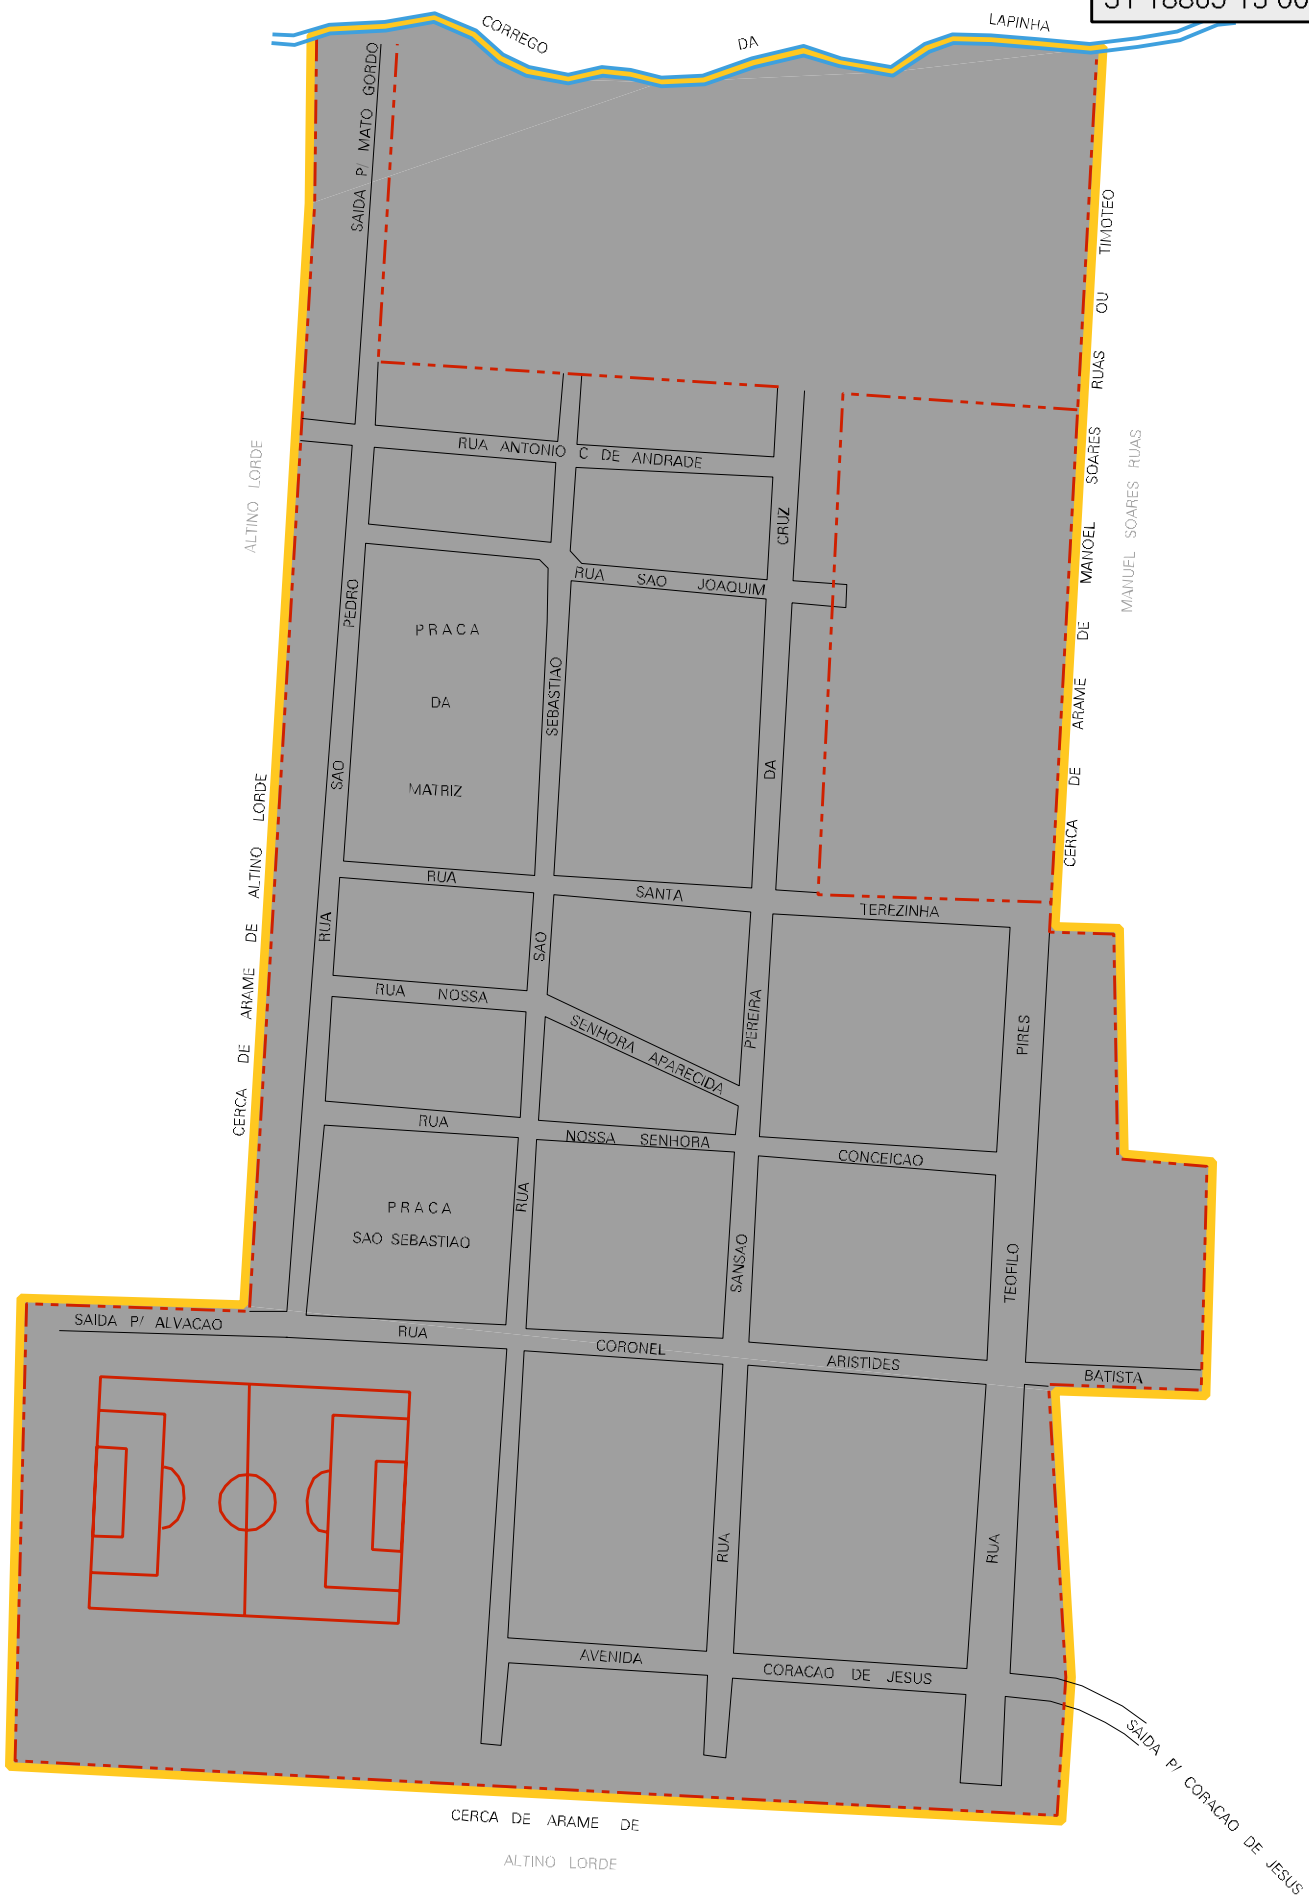 CORREGO DA LAPINHA
SAIDA P/ MATO GORDO
CERCA DE ARAME DE MANOEL SOARES RUAS OU TIMOTEO
MANUEL SOARES RUAS
ALTINO LORDE
RUA ANTONIO C DE ANDRADE
RUA SAO JOAQUIM
PRACA
DA
MATRIZ
RUA SAO PEDRO
RUA SAO SEBASTIAO
RUA SANSAO PEREIRA DA CRUZ
CERCA DE ARAME DE ALTINO LORDE
RUA SANTA TEREZINHA
RUA NOSSA SENHORA APARECIDA
RUA TEOFILO PIRES
RUA NOSSA SENHORA CONCEICAO
PRACA
SAO SEBASTIAO
SAIDA P/ ALVACAO
RUA CORONEL ARISTIDES BATISTA
AVENIDA CORACAO DE JESUS
SAIDA P/ CORACAO DE JESUS
CERCA DE ARAME DE
ALTINO LORDE